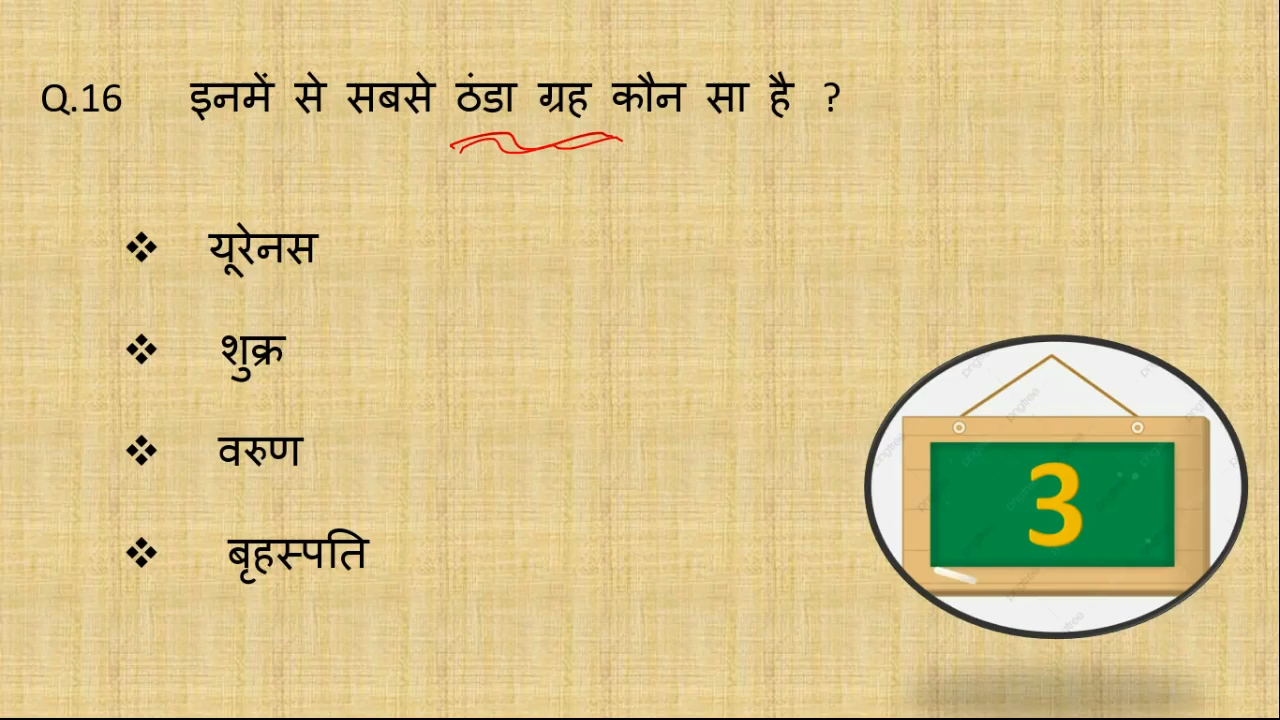 Q.16 इनमें से सबसे ठंडा ग्रह कौन सा है ?
❖ यूरेनस
❖ शुक्र
❖ वरुण
❖ बृहस्पति
3